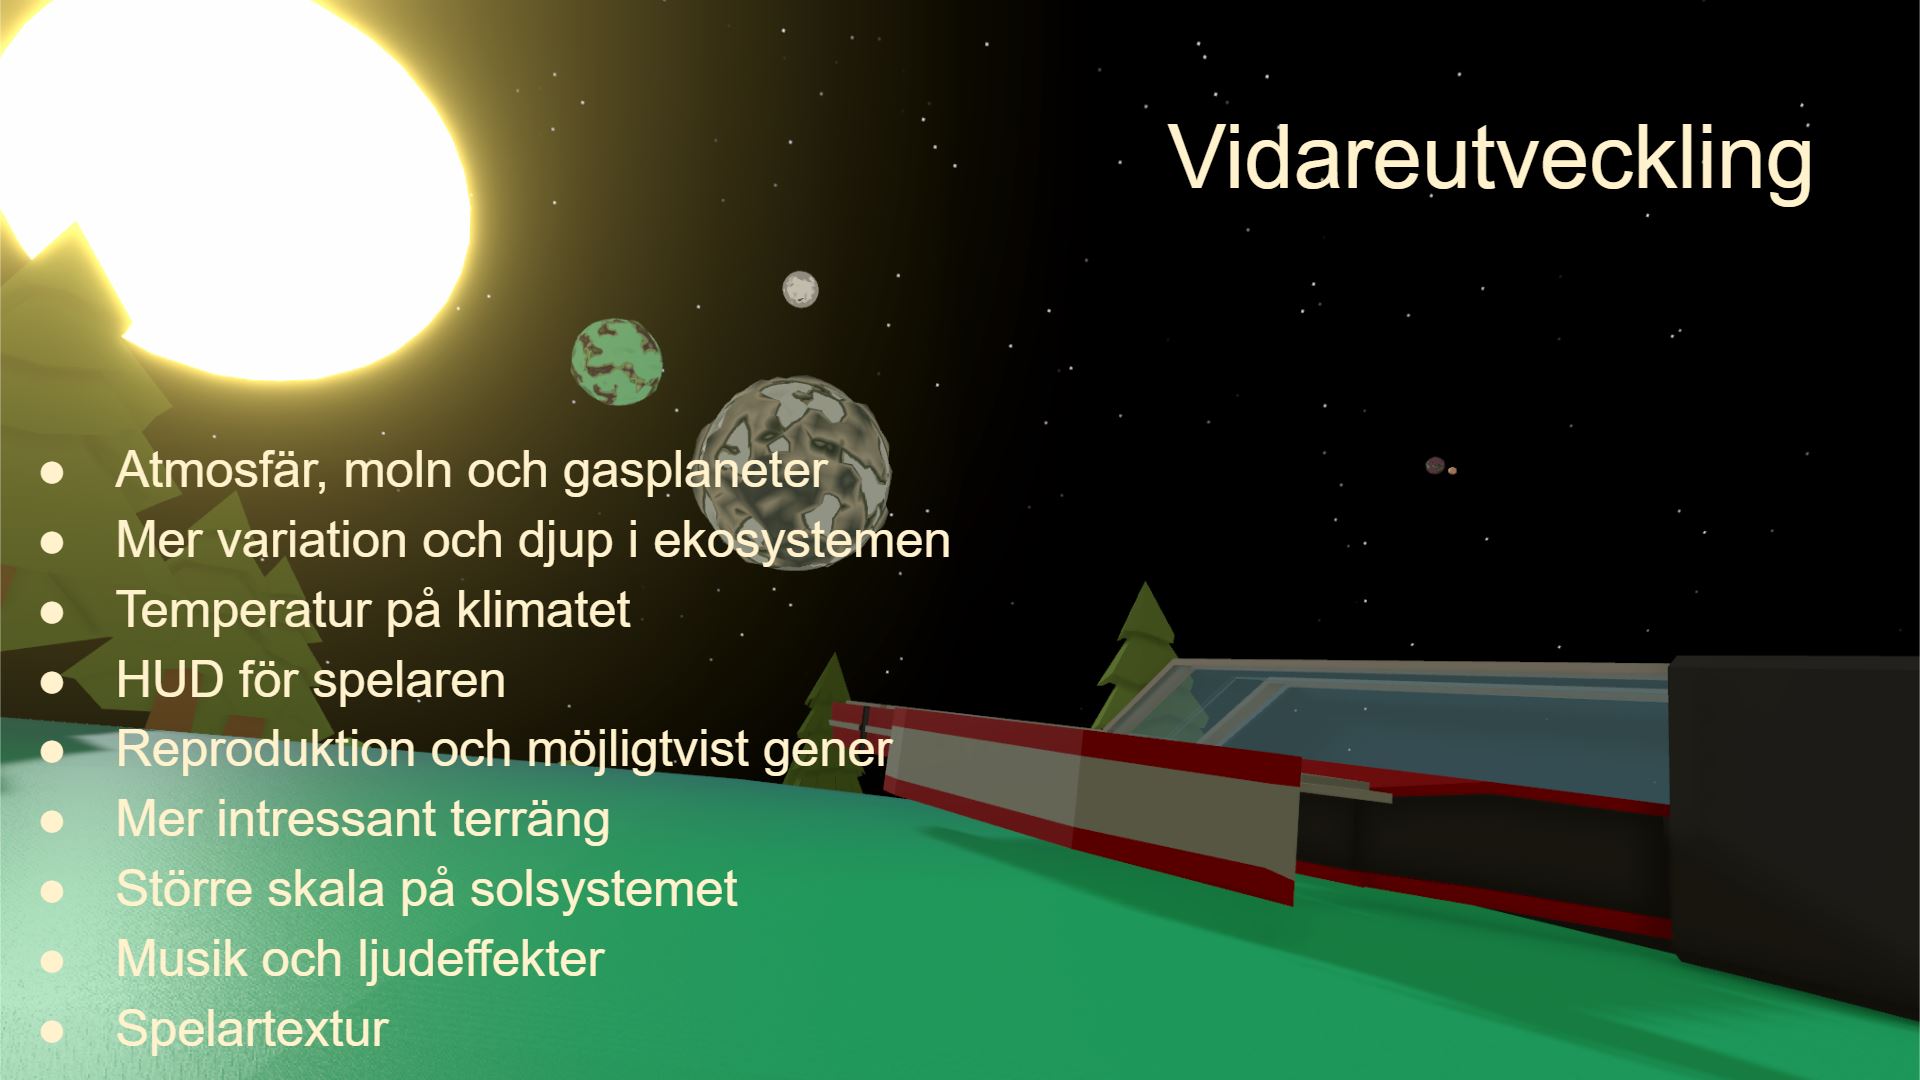 Vidareutveckling
● Atmosfär, moln och gasplaneter
● Mer variation och djup i ekosystemen
● Temperatur på klimatet
● HUD för spelaren
● Reproduktion och möjligtvist gener
● Mer intressant terräng
● Större skala på solsystemet
● Musik och ljudeffekter
● Spelartextur